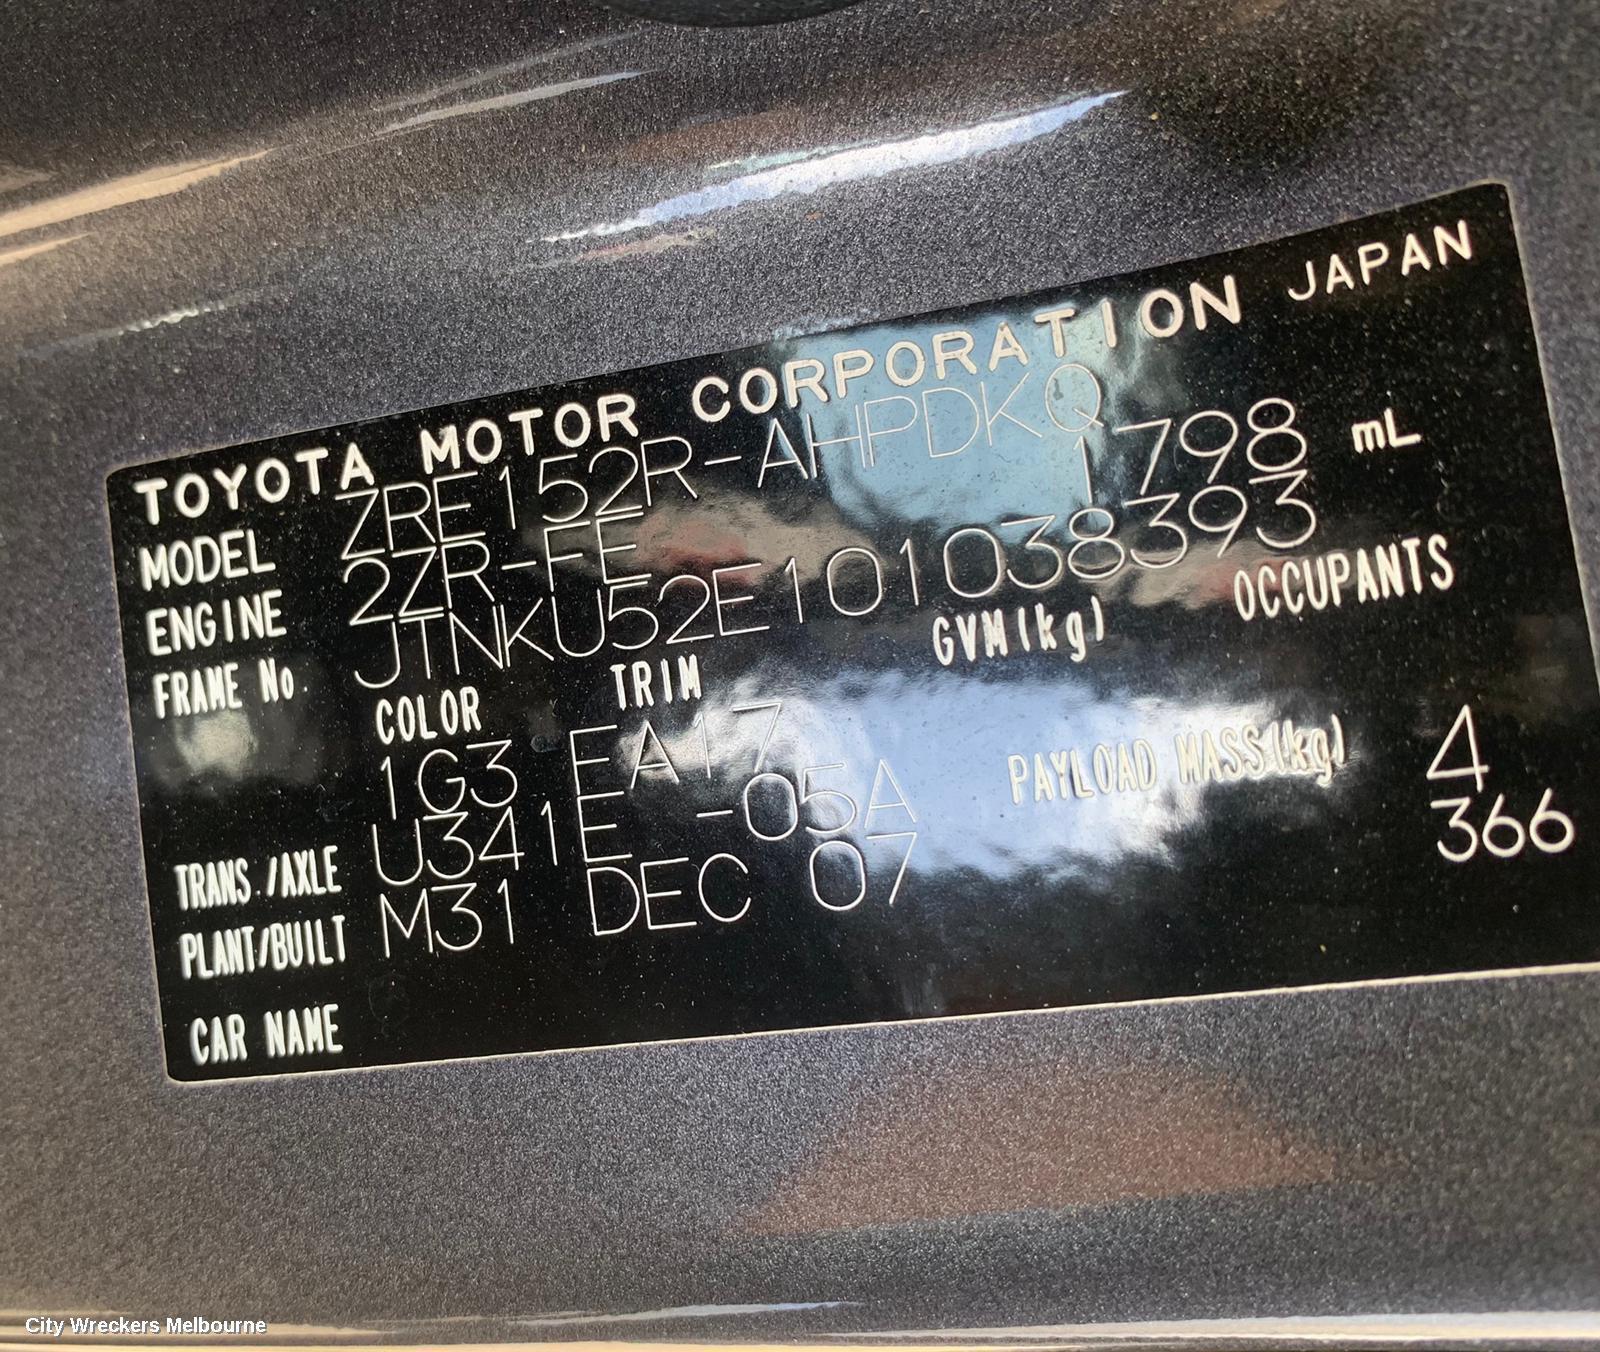 TOYOTA MOTOR CORPORATION JAPAN
MODEL ZRE152R-AHPDKQ
ENGINE 2ZR-FE 1798 mL
FRAME No. JTNKU52E101038393
COLOR TRIM GVM(kg) OCCUPANTS
1G3 EA17 PAYLOAD MASS(kg) 4
TRANS./AXLE U341E -05A 366
PLANT/BUILT M31 DEC 07
CAR NAME
City Wreckers Melbourne